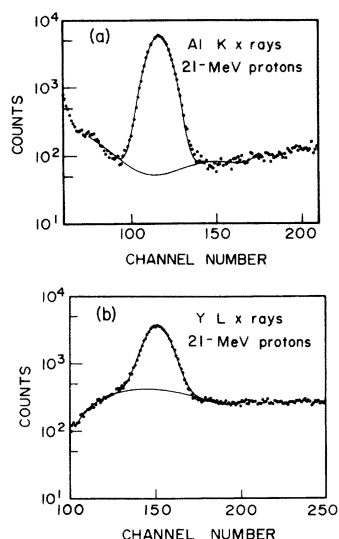 (a)
Al K x rays
21-MeV protons
10⁴
10³
10²
10¹
COUNTS
100
150
200
CHANNEL NUMBER
(b)
Y L x rays
21-MeV protons
10⁴
10³
10²
10¹
COUNTS
100
150
200
250
CHANNEL NUMBER